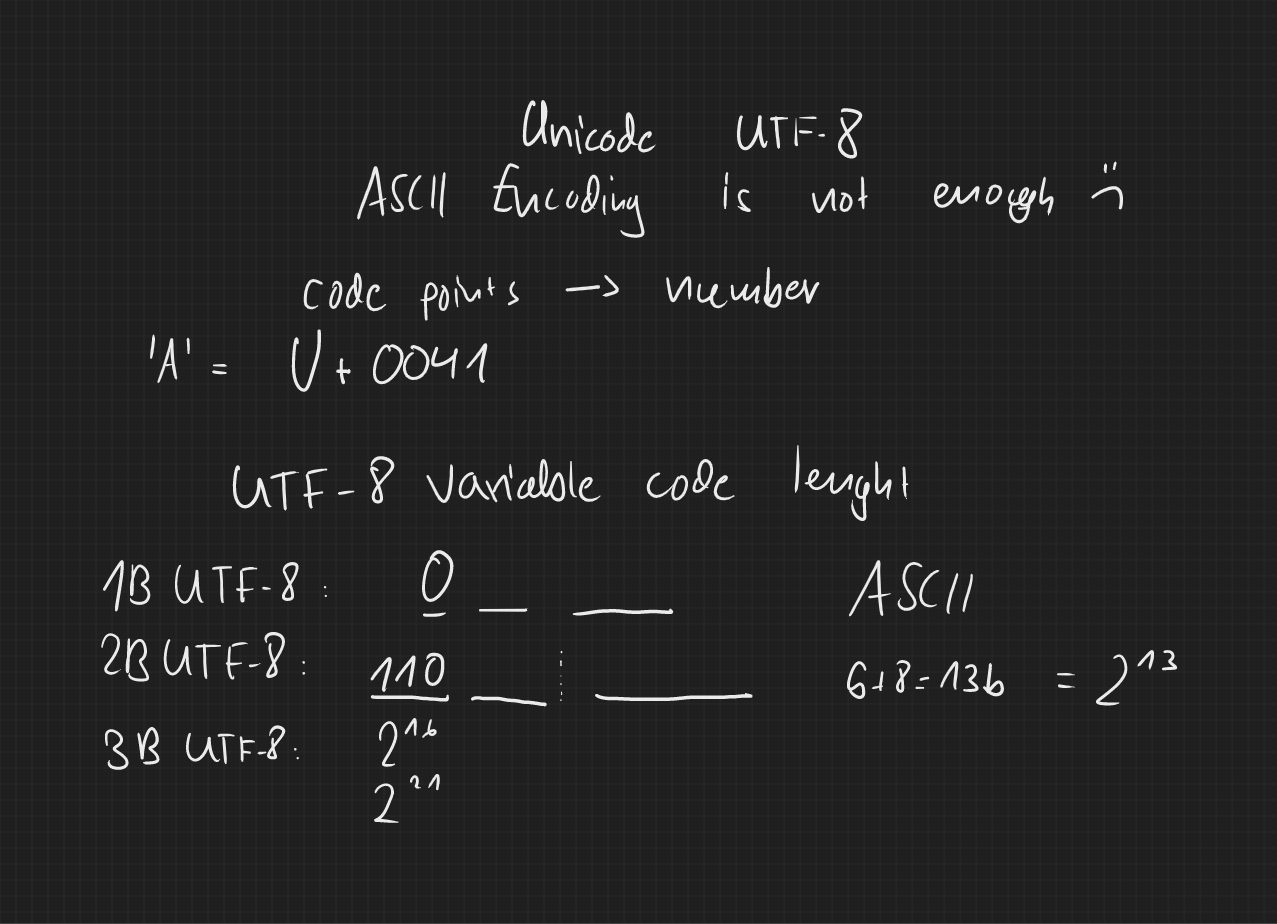 Unicode UTF-8
ASCII Encoding is not enough :(
code points -> number
'A' = U+0041
UTF-8 variable code lenght
1B UTF-8: 0 _ __ ASCII
2B UTF-8: 110 __ __ 6+8=13b = 2^13
3B UTF-8: 2^16
2^21